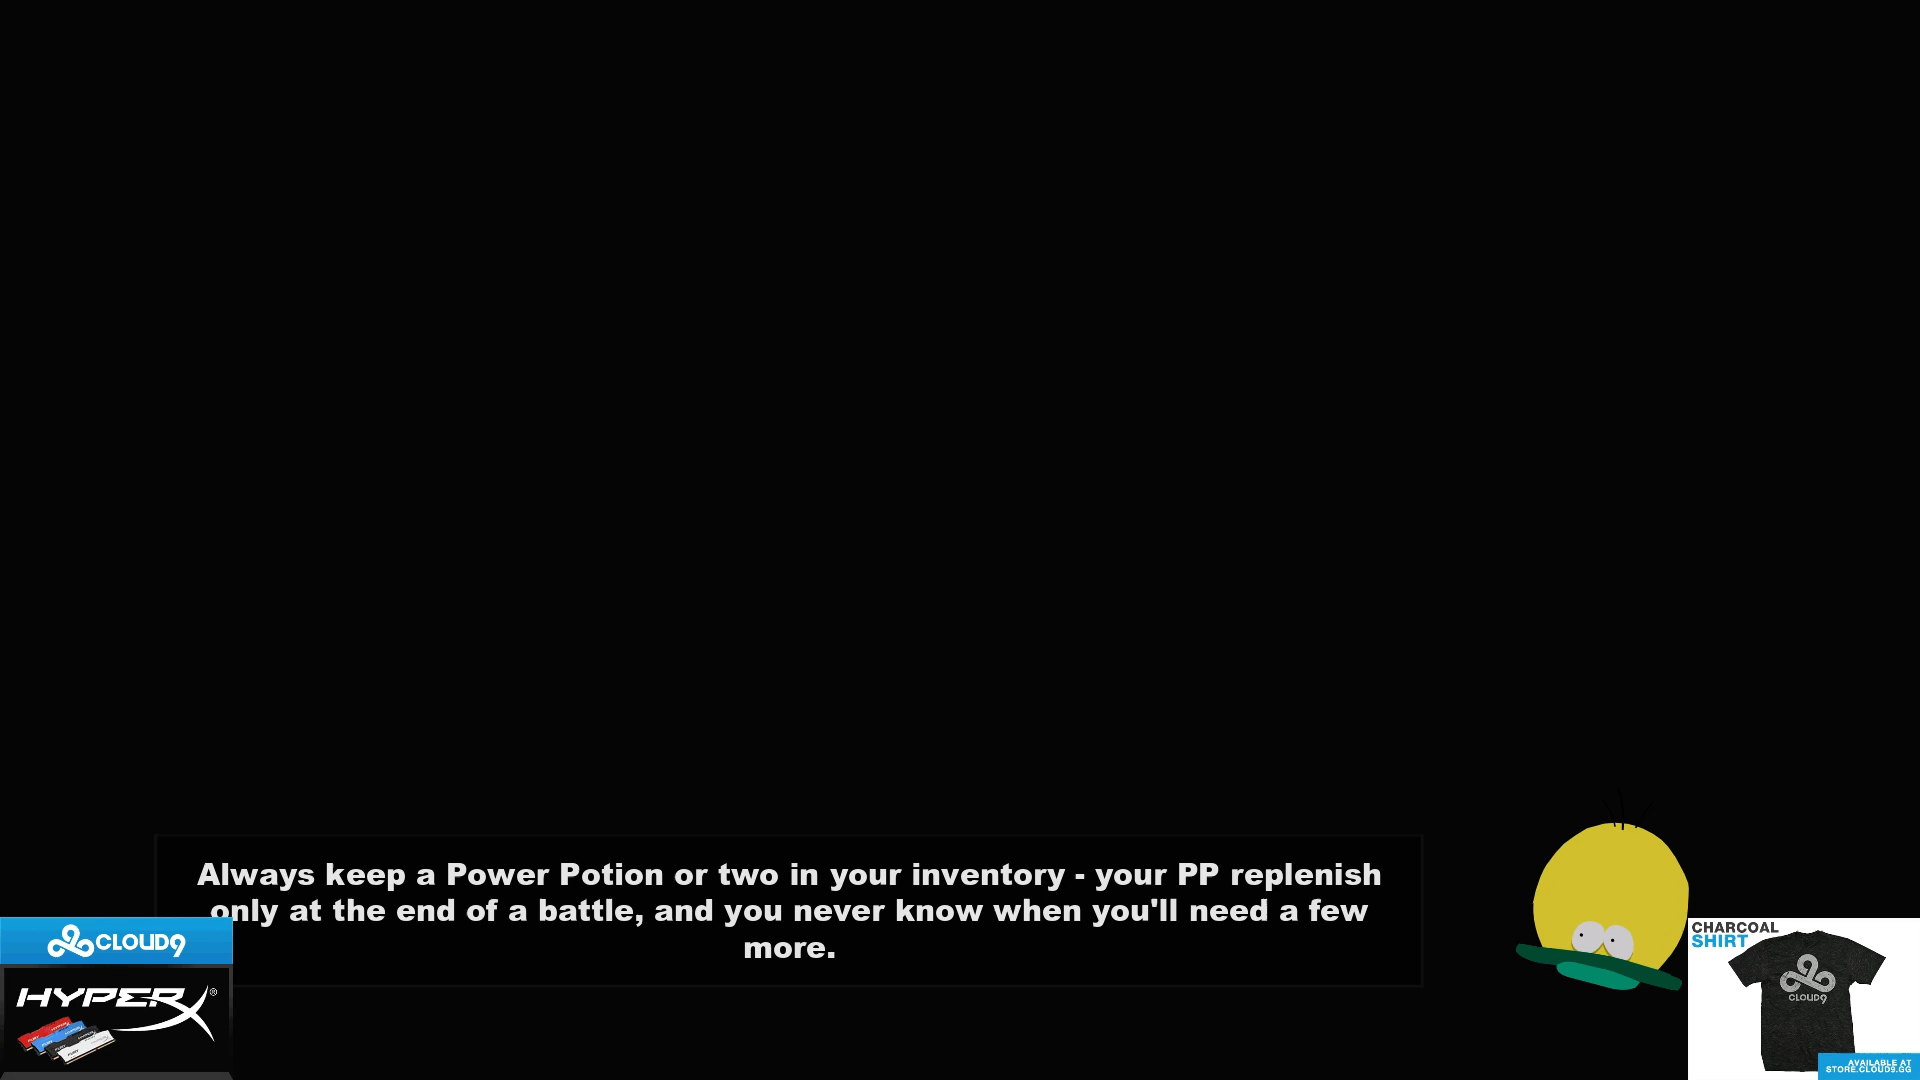 Always keep a Power Potion or two in your inventory - your PP replenish
only at the end of a battle, and you never know when you'll need a few
more.
CLOUD9
HYPERX®
CHARCOAL
SHIRT
CLOUD9
AVAILABLE AT
STORE.CLOUD9.GG